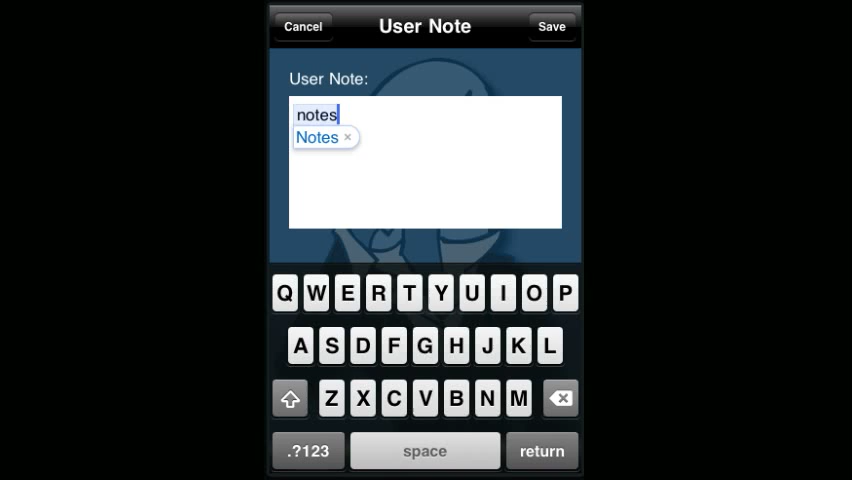 Cancel User Note Save
User Note:
notes
Notes ×
Q W E R T Y U I O P
A S D F G H J K L
Z X C V B N M
.?123 space return